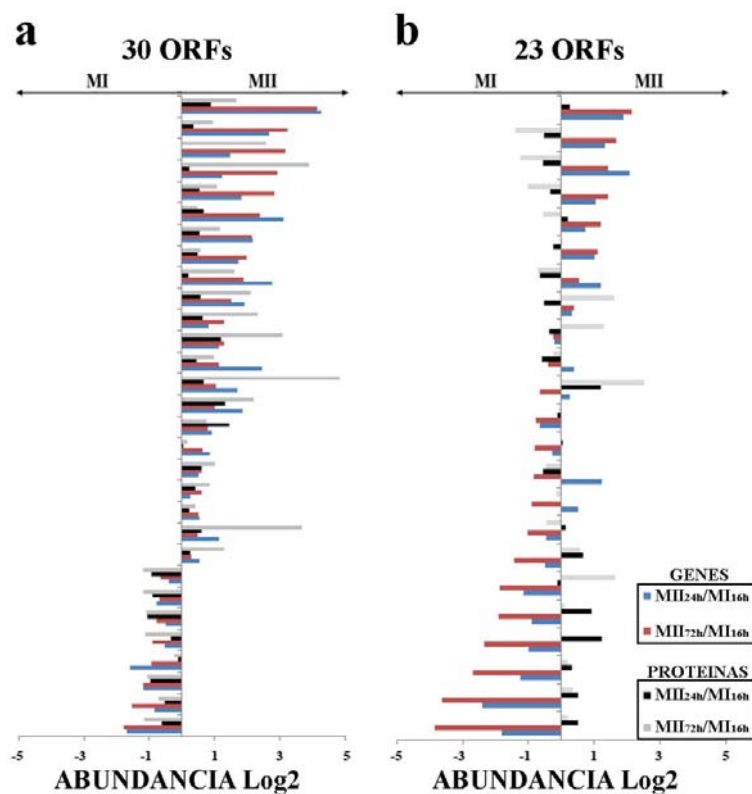 a
30 ORFs
MI MII
-5 -3 -1 1 3 5
ABUNDANCIA Log2
b
23 ORFs
MI MII
GENES
MII24h/MI16h
MII72h/MI16h
PROTEINAS
MII24h/MI16h
MII72h/MI16h
-5 -3 -1 1 3 5
ABUNDANCIA Log2